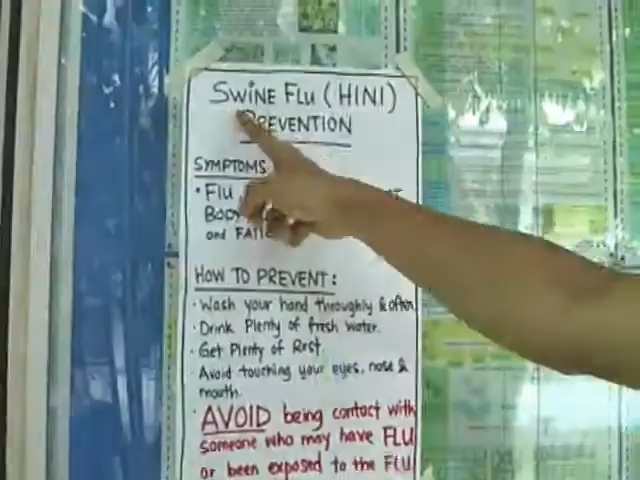 SWiNE FLU (H1N1)
PREVENTION
SYMPTOMS
• FLU
BODY
and FATIG
HOW TO PREVENT:
· Wash your hand throughly & often
· Drink Plenty of fresh water.
· Get Plenty of Rest
· Avoid touching your eyes, nose &
mouth.
· AVOID being contact with
someone who may have FLU
or been exposed to the FLU